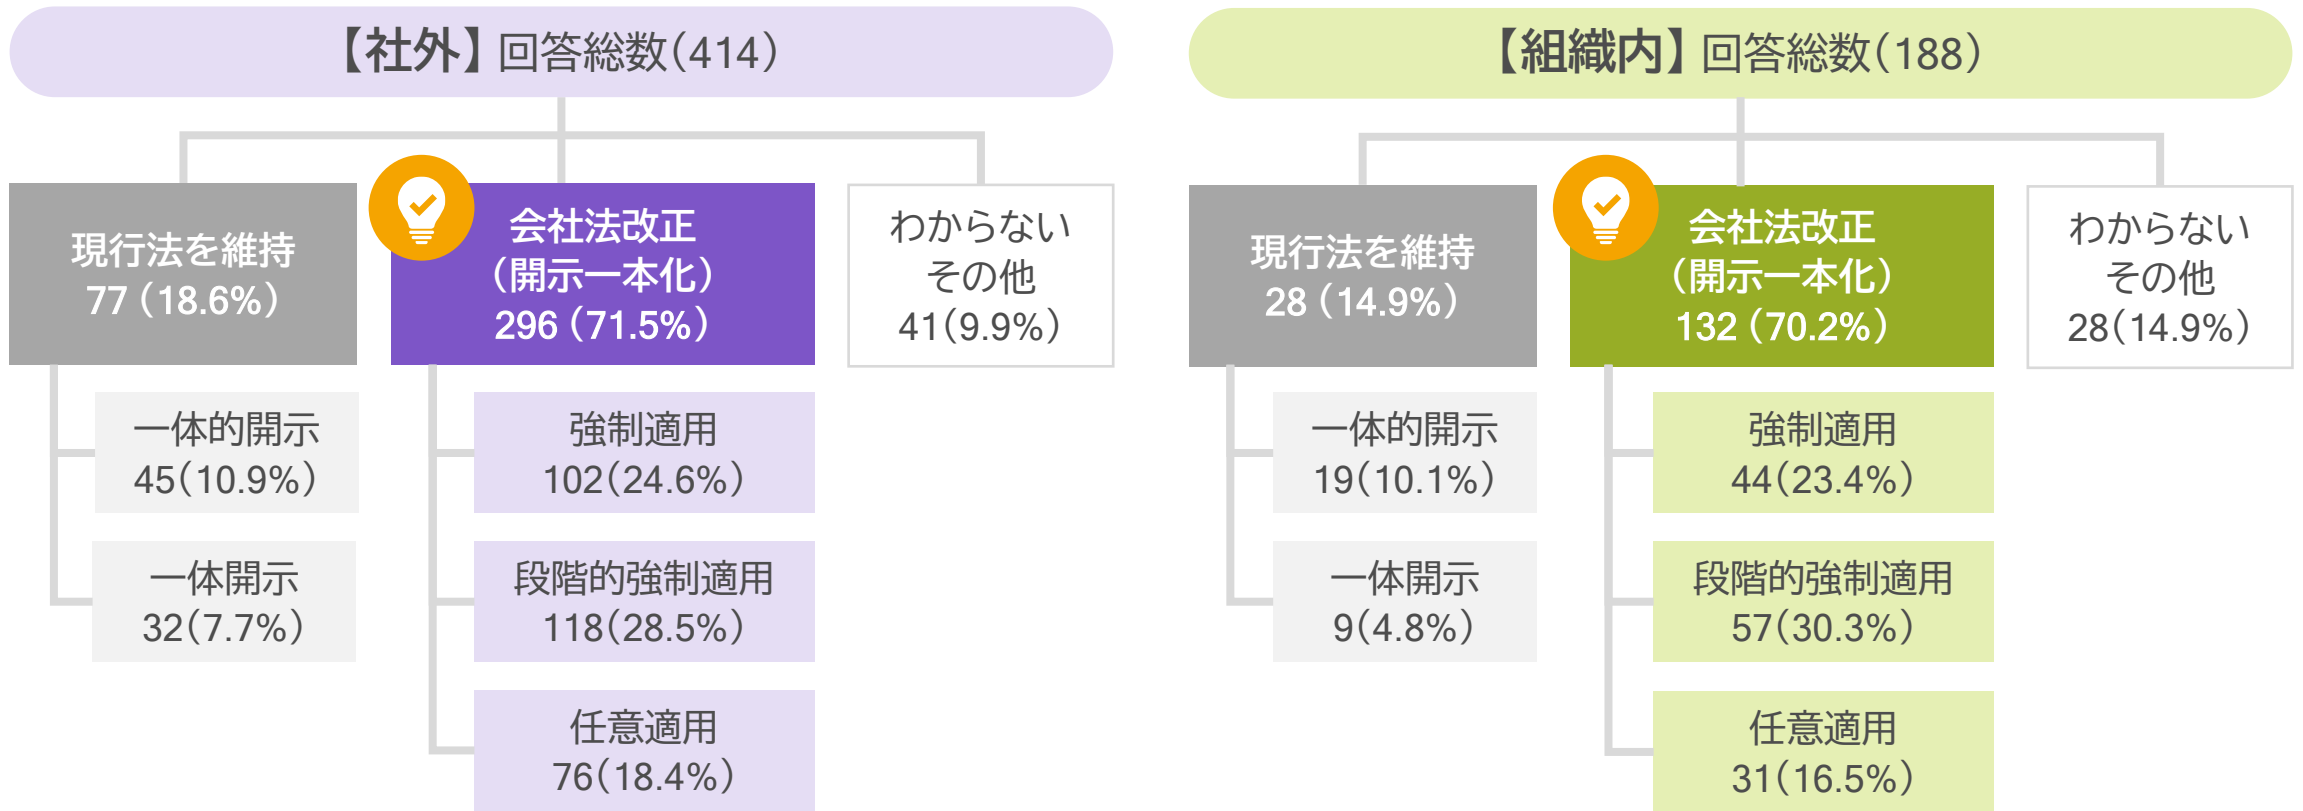 【社外】回答総数(414)
現行法を維持
77(18.6%)
会社法改正
(開示一本化)
296(71.5%)
わからない
その他
41(9.9%)
一体的開示
45(10.9%)
一体開示
32(7.7%)
強制適用
102(24.6%)
段階的強制適用
118(28.5%)
任意適用
76(18.4%)
【組織内】回答総数(188)
現行法を維持
28(14.9%)
会社法改正
(開示一本化)
132(70.2%)
わからない
その他
28(14.9%)
一体的開示
19(10.1%)
一体開示
9(4.8%)
強制適用
44(23.4%)
段階的強制適用
57(30.3%)
任意適用
31(16.5%)